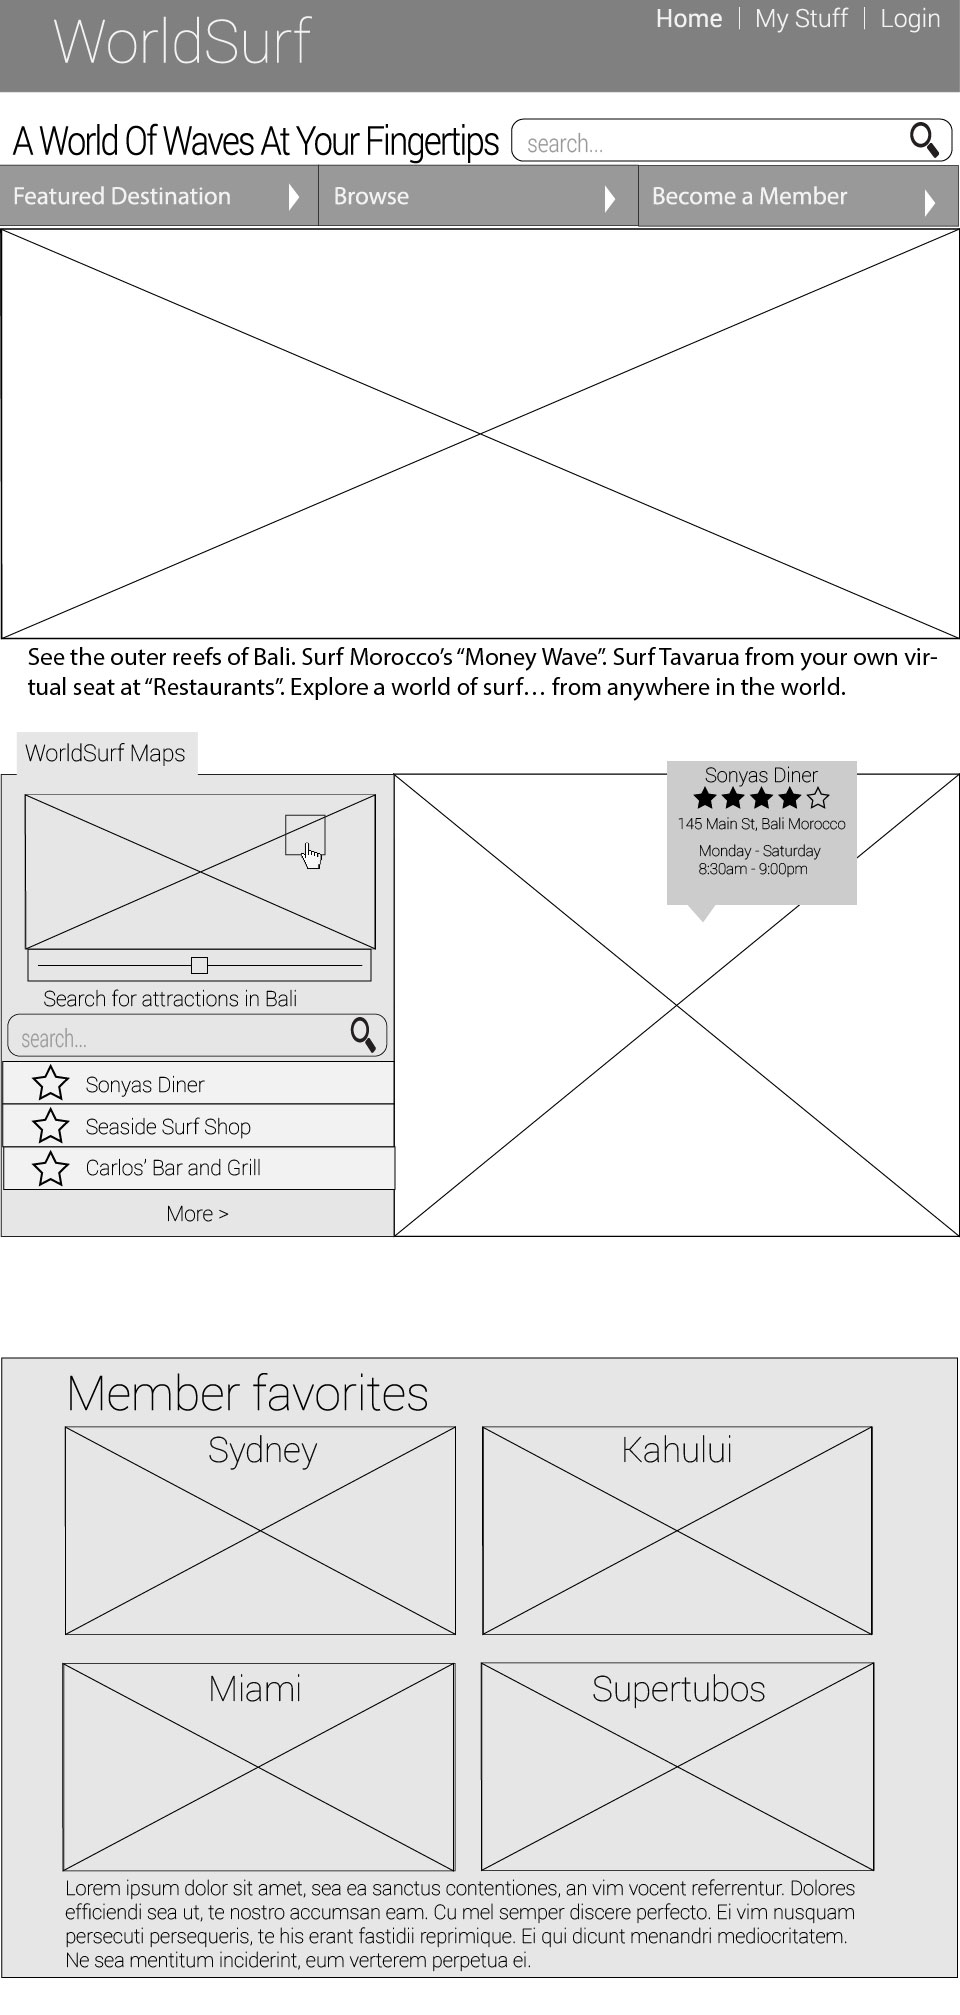 WorldSurf
Home | My Stuff | Login
A World Of Waves At Your Fingertips
search...
Featured Destination
Browse
Become a Member
See the outer reefs of Bali. Surf Morocco’s “Money Wave”. Surf Tavarua from your own vir-
tual seat at “Restaurants”. Explore a world of surf… from anywhere in the world.
WorldSurf Maps
Search for attractions in Bali
search...
Sonyas Diner
Seaside Surf Shop
Carlos’ Bar and Grill
More >
Sonyas Diner
145 Main St, Bali Morocco
Monday - Saturday
8:30am - 9:00pm
Member favorites
Sydney
Kahului
Miami
Supertubos
Lorem ipsum dolor sit amet, sea ea sanctus contentiones, an vim vocent referrentur. Dolores
efficiendi sea ut, te nostro accumsan eam. Cu mel semper discere perfecto. Ei vim nusquam
persecuti persequeris, te his erant fastidii reprimique. Ei qui dicunt menandri mediocritatem.
Ne sea mentitum inciderint, eum verterem perpetua ei.